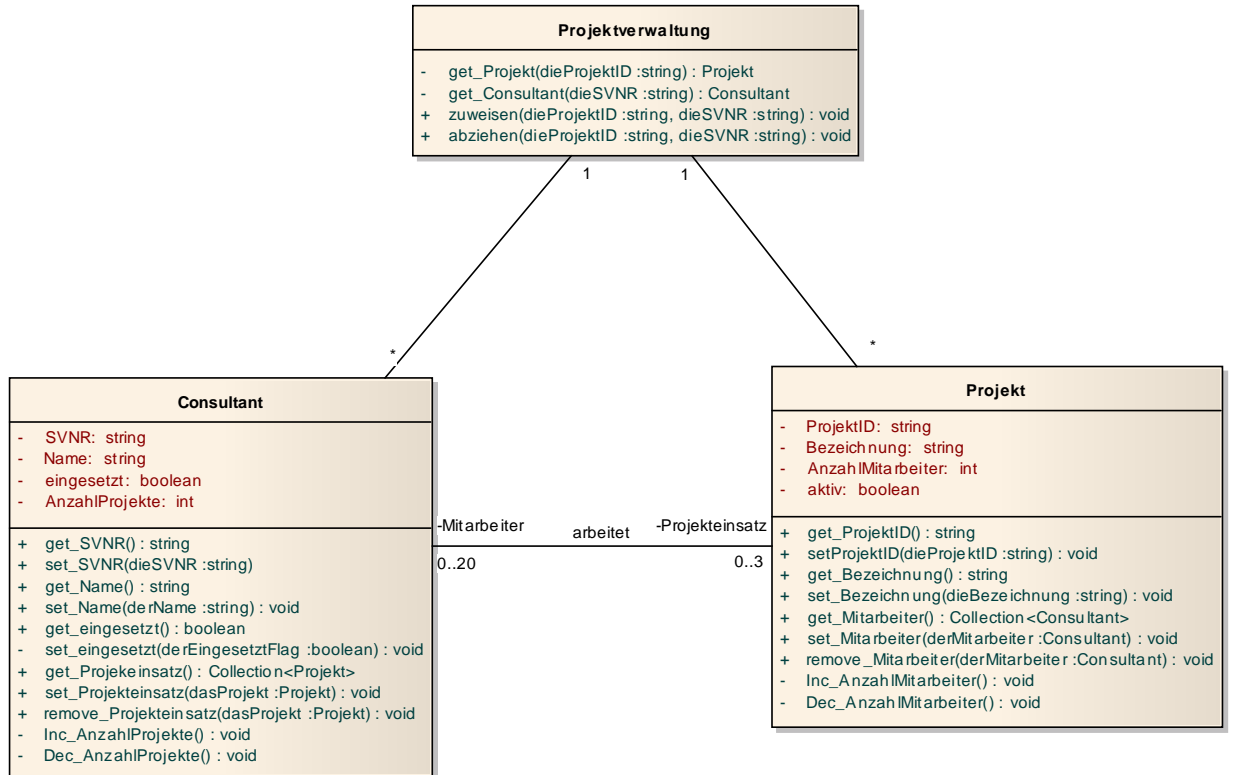 Projektverwaltung
- get_Projekt(dieProjektID :string) : Projekt
- get_Consultant(dieSVNR :string) : Consultant
+ zuweisen(dieProjektID :string, dieSVNR :string) : void
+ abziehen(dieProjektID :string, dieSVNR :string) : void
1
1
*
*
Consultant
- SVNR: string
- Name: string
- eingesetzt: boolean
- AnzahlProjekte: int
+ get_SVNR() : string
+ set_SVNR(dieSVNR :string)
+ get_Name() : string
+ set_Name(derName :string) : void
+ get_eingesetzt() : boolean
- set_eingesetzt(derEingesetztFlag :boolean) : void
+ get_Projekeinsatz() : Collection<Projekt>
+ set_Projekteinsatz(dasProjekt :Projekt) : void
+ remove_Projekteinsatz(dasProjekt :Projekt) : void
- Inc_AnzahlProjekte() : void
- Dec_AnzahlProjekte() : void
-Mitarbeiter
arbeitet
-Projekteinsatz
0..20
0..3
Projekt
- ProjektID: string
- Bezeichnung: string
- AnzahlMitarbeiter: int
- aktiv: boolean
+ get_ProjektID() : string
+ setProjektID(dieProjektID :string) : void
+ get_Bezeichnung() : string
+ set_Bezeichnung(dieBezeichnung :string) : void
+ get_Mitarbeiter() : Collection<Consultant>
+ set_Mitarbeiter(derMitarbeiter :Consultant) : void
+ remove_Mitarbeiter(derMitarbeiter :Consultant) : void
- Inc_AnzahlMitarbeiter() : void
- Dec_AnzahlMitarbeiter() : void